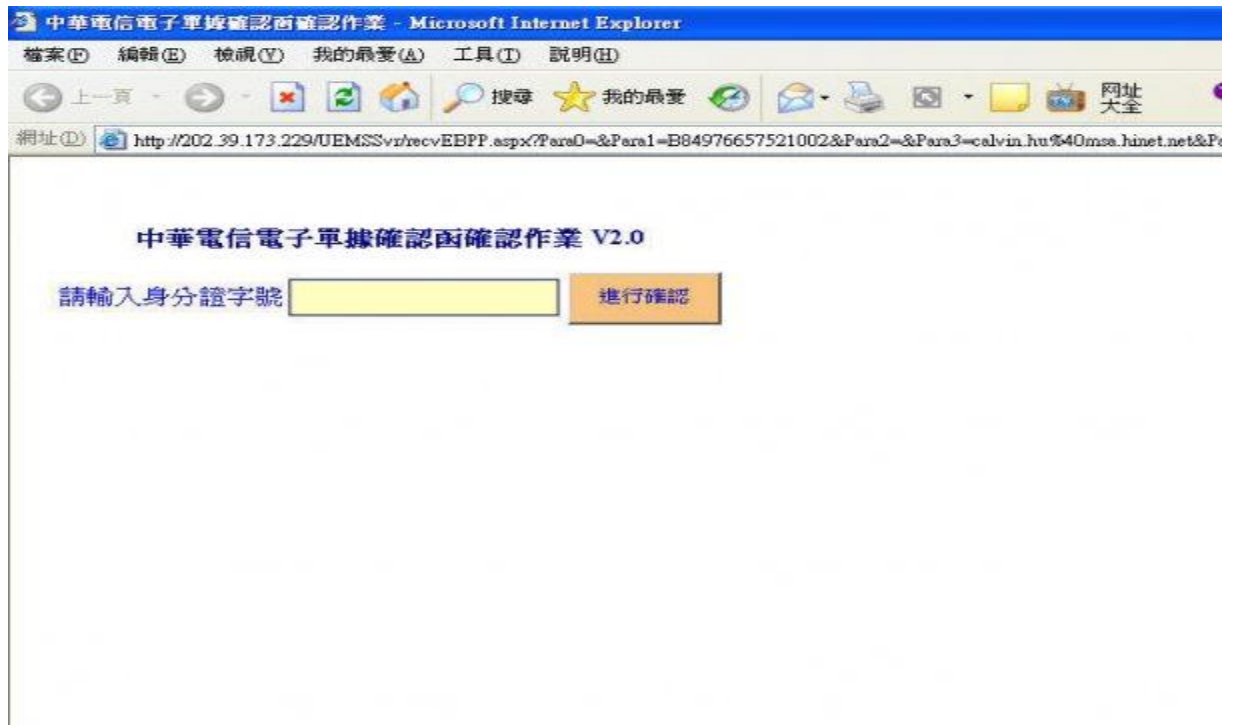 中華電信電子單據確認函確認作業 - Microsoft Internet Explorer
檔案(F) 編輯(E) 檢視(V) 我的最愛(A) 工具(T) 說明(H)
上一頁 搜尋 我的最愛 网址大全
網址(D) http://202.39.173.229/UEMSSvr/recvEBPP.aspx?Para0=&Para1=B84976657521002&Para2=&Para3=calvin.hu%40msa.hinet.net&Pa
中華電信電子單據確認函確認作業 V2.0
請輸入身分證字號 進行確認